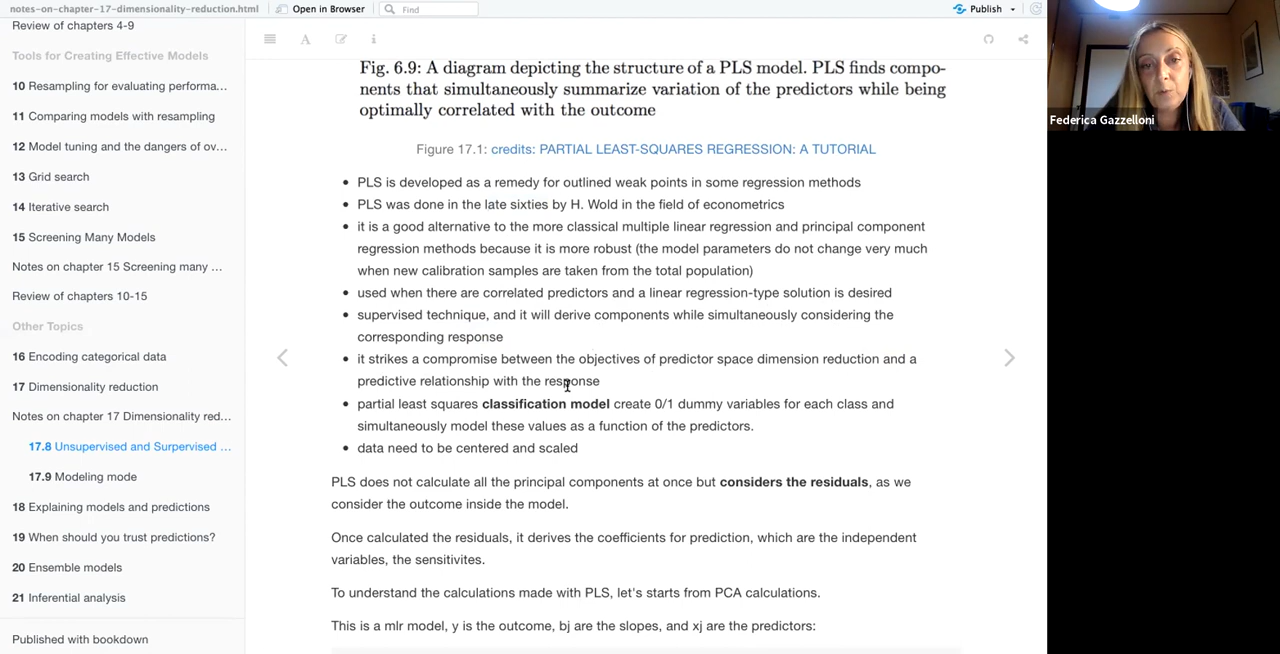 notes-on-chapter-17-dimensionality-reduction.html
Open in Browser
Find
Publish
Review of chapters 4-9
Tools for Creating Effective Models
10 Resampling for evaluating performa...
11 Comparing models with resampling
12 Model tuning and the dangers of ov...
13 Grid search
14 Iterative search
15 Screening Many Models
Notes on chapter 15 Screening many ...
Review of chapters 10-15
Other Topics
16 Encoding categorical data
17 Dimensionality reduction
Notes on chapter 17 Dimensionality red...
17.8 Unsupervised and Surpervised ...
17.9 Modeling mode
18 Explaining models and predictions
19 When should you trust predictions?
20 Ensemble models
21 Inferential analysis
Published with bookdown
Fig. 6.9: A diagram depicting the structure of a PLS model. PLS finds compo-
nents that simultaneously summarize variation of the predictors while being
optimally correlated with the outcome
Figure 17.1: credits: PARTIAL LEAST-SQUARES REGRESSION: A TUTORIAL
• PLS is developed as a remedy for outlined weak points in some regression methods
• PLS was done in the late sixties by H. Wold in the field of econometrics
• it is a good alternative to the more classical multiple linear regression and principal component
regression methods because it is more robust (the model parameters do not change very much
when new calibration samples are taken from the total population)
• used when there are correlated predictors and a linear regression-type solution is desired
• supervised technique, and it will derive components while simultaneously considering the
corresponding response
• it strikes a compromise between the objectives of predictor space dimension reduction and a
predictive relationship with the response
• partial least squares classification model create 0/1 dummy variables for each class and
simultaneously model these values as a function of the predictors.
• data need to be centered and scaled
PLS does not calculate all the principal components at once but considers the residuals, as we
consider the outcome inside the model.
Once calculated the residuals, it derives the coefficients for prediction, which are the independent
variables, the sensitivites.
To understand the calculations made with PLS, let's starts from PCA calculations.
This is a mlr model, y is the outcome, bj are the slopes, and xj are the predictors:
Federica Gazzelloni